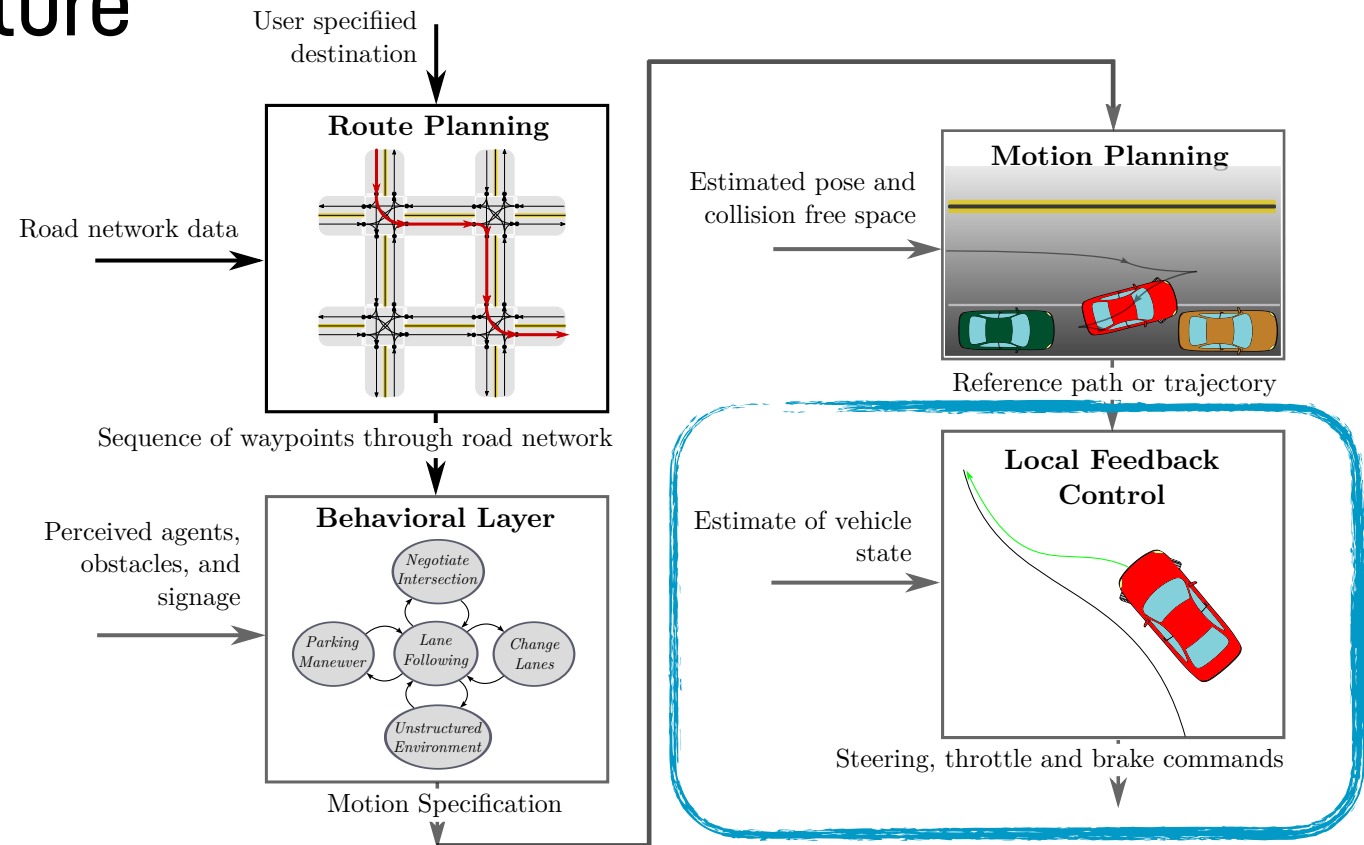 ture
User specifiied
destination
Route Planning
Road network data
Sequence of waypoints through road network
Behavioral Layer
Perceived agents,
obstacles, and
signage
Negotiate
Intersection
Parking
Maneuver
Lane
Following
Change
Lanes
Unstructured
Environment
Motion Specification
Motion Planning
Estimated pose and
collision free space
Reference path or trajectory
Local Feedback
Control
Estimate of vehicle
state
Steering, throttle and brake commands